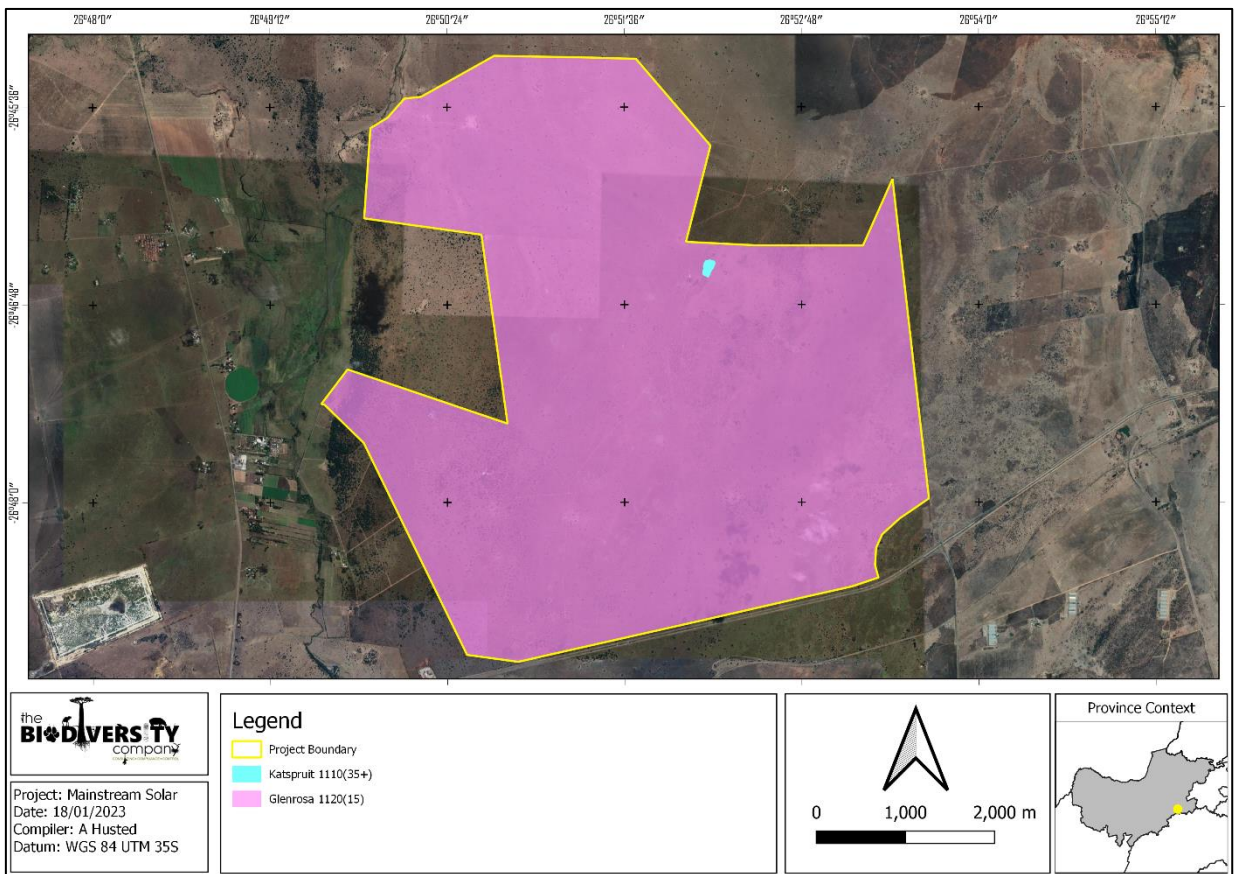 26°48'0" 26°49'12" 26°50'24" 26°51'36" 26°52'48" 26°54'0" 26°55'12"
-26°45'36"
-26°46'48"
-26°48'0"
the
BIODIVERSITY
company
Project: Mainstream Solar
Date: 18/01/2023
Compiler: A Husted
Datum: WGS 84 UTM 35S
Legend
Project Boundary
Katspruit 1110(35+)
Glenrosa 1120(15)
0 1,000 2,000 m
Province Context